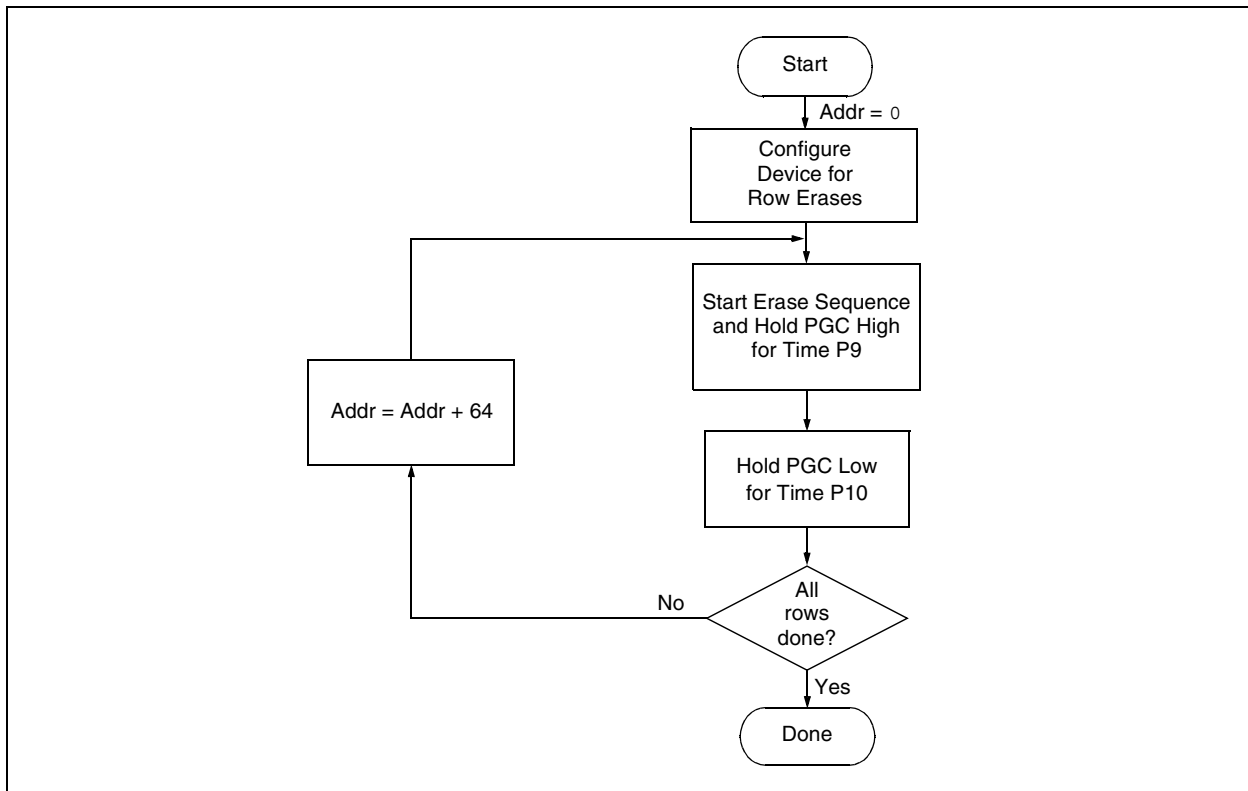 Start
Addr = 0
Configure
Device for
Row Erases
Start Erase Sequence
and Hold PGC High
for Time P9
Addr = Addr + 64
Hold PGC Low
for Time P10
All
rows
done?
No
Yes
Done